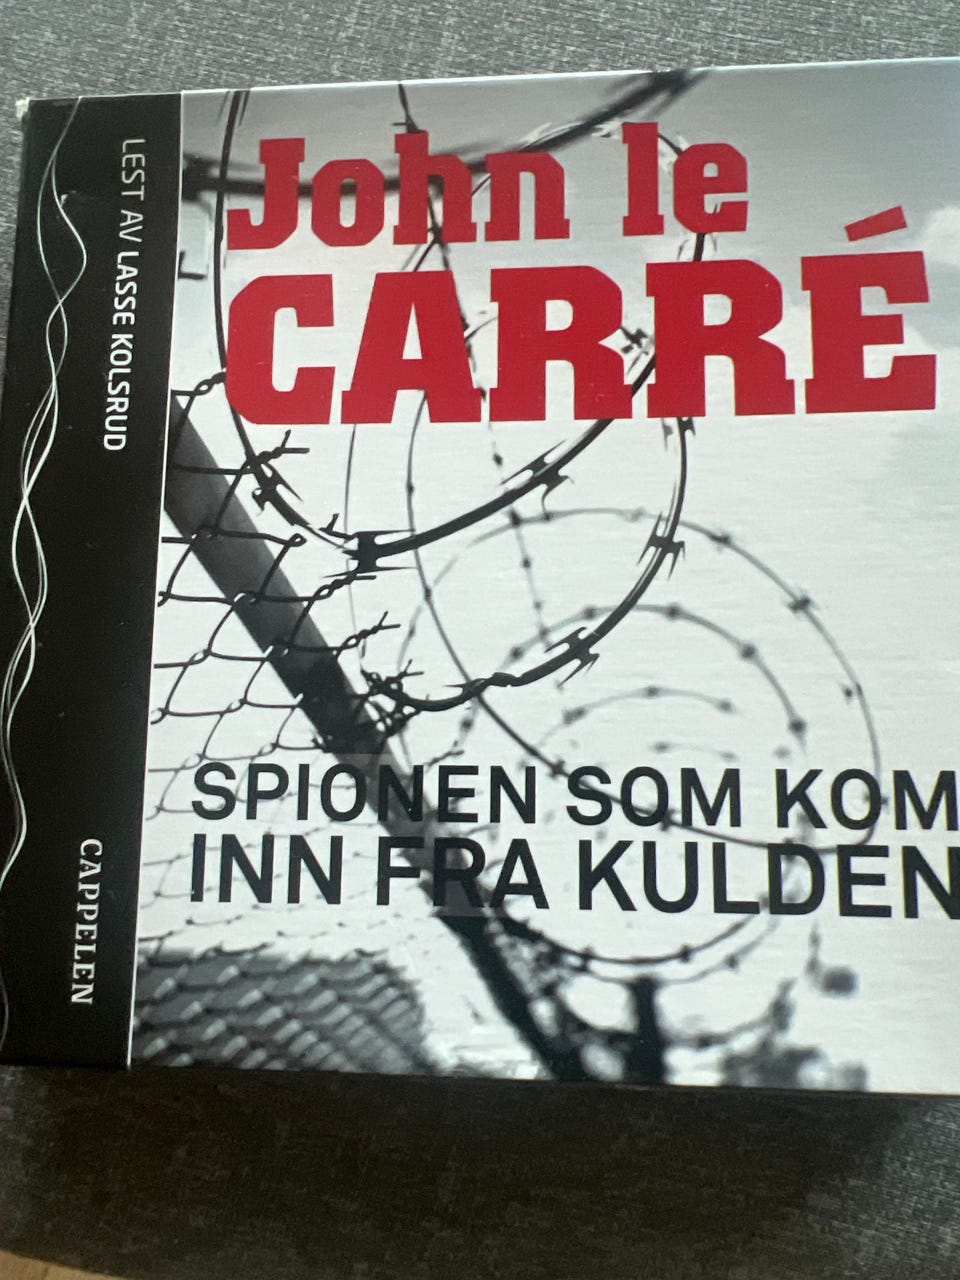 LEST AV LASSE KOLSRUD
CAPPELEN
John le
CARRÉ
SPIONEN SOM KOM
INN FRA KULDEN